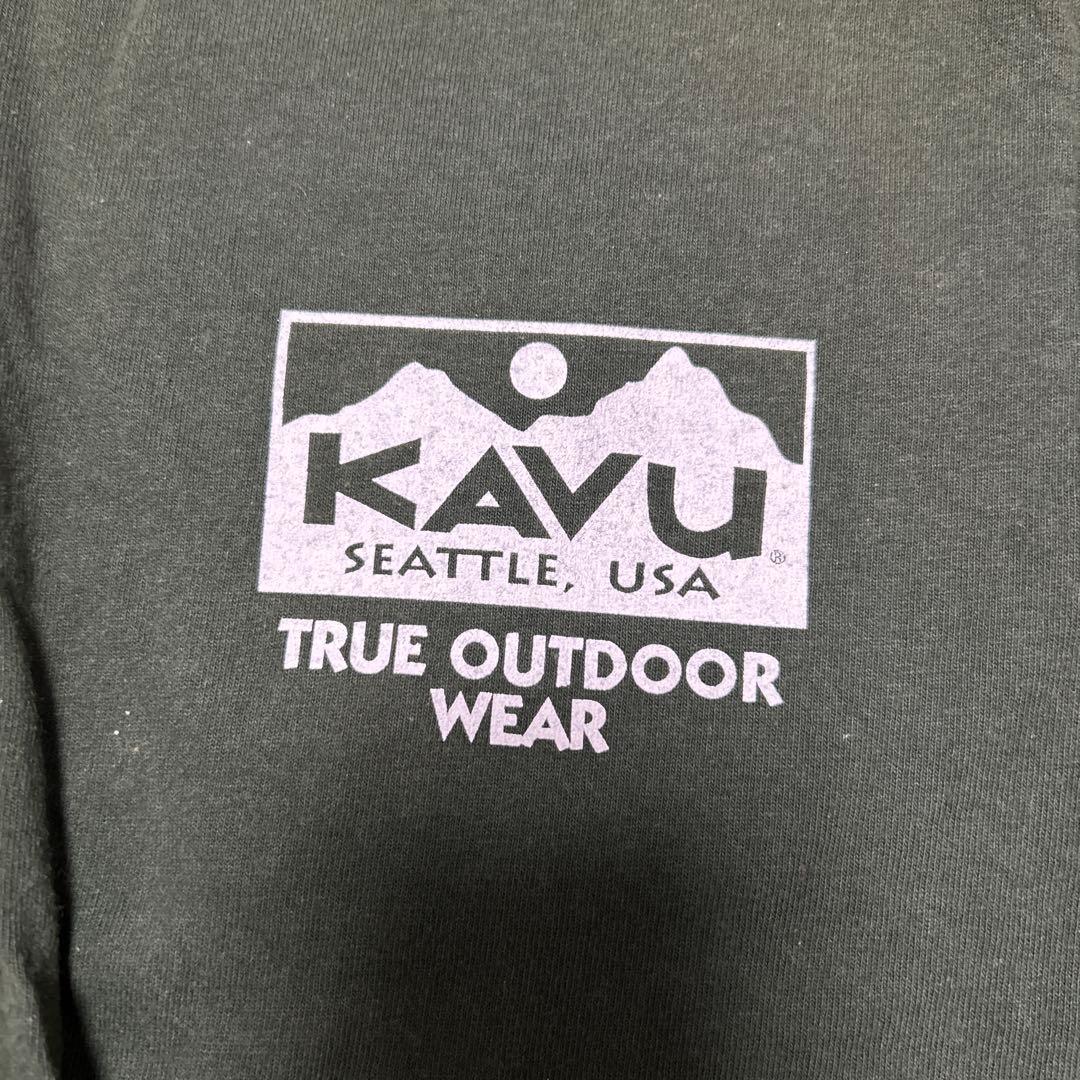 KAVU®
SEATTLE, USA
TRUE OUTDOOR
WEAR